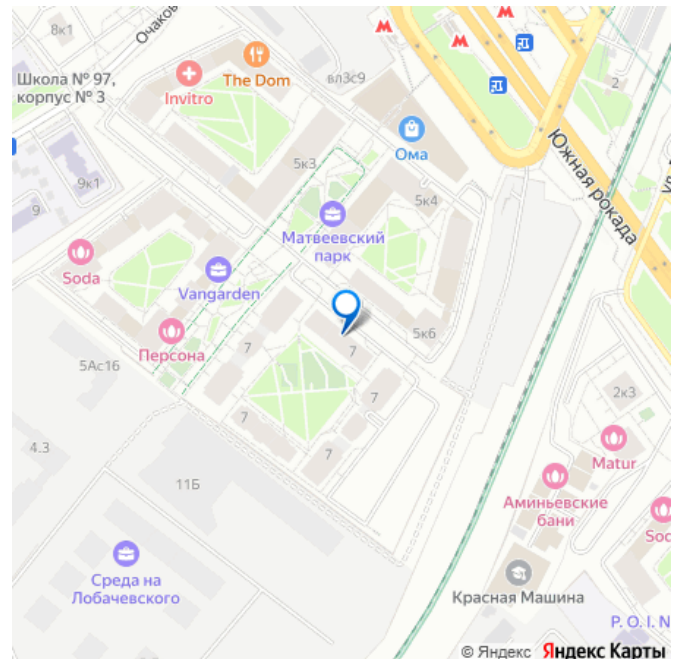 8к1
Очаков
Школа № 97,
корпус № 3
The Dom
Invitro
вл3с9
2
Ома
Южная рокада
5к3
9к1
9
5к4
Матвеевский
парк
Soda
Vangarden
5к6
Персона
7
7
7
7
7
5Ас16
2к3
4.3
Matur
11Б
Аминьевские
бани
Soc
Среда на
Лобачевского
Красная Машина
P. O. I. N
© Яндекс Яндекс Карты